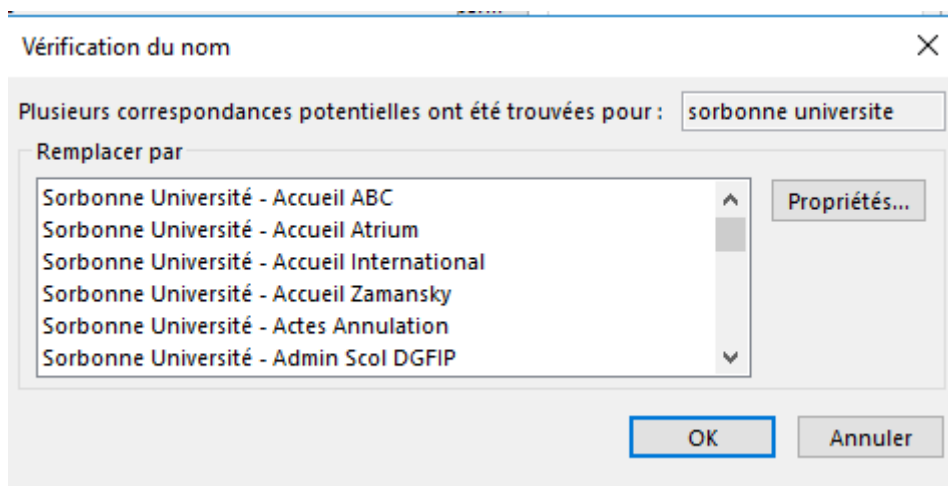 Vérification du nom
Plusieurs correspondances potentielles ont été trouvées pour : sorbonne universite
Remplacer par
Sorbonne Université - Accueil ABC
Sorbonne Université - Accueil Atrium
Sorbonne Université - Accueil International
Sorbonne Université - Accueil Zamansky
Sorbonne Université - Actes Annulation
Sorbonne Université - Admin Scol DGFIP
Propriétés...
OK
Annuler